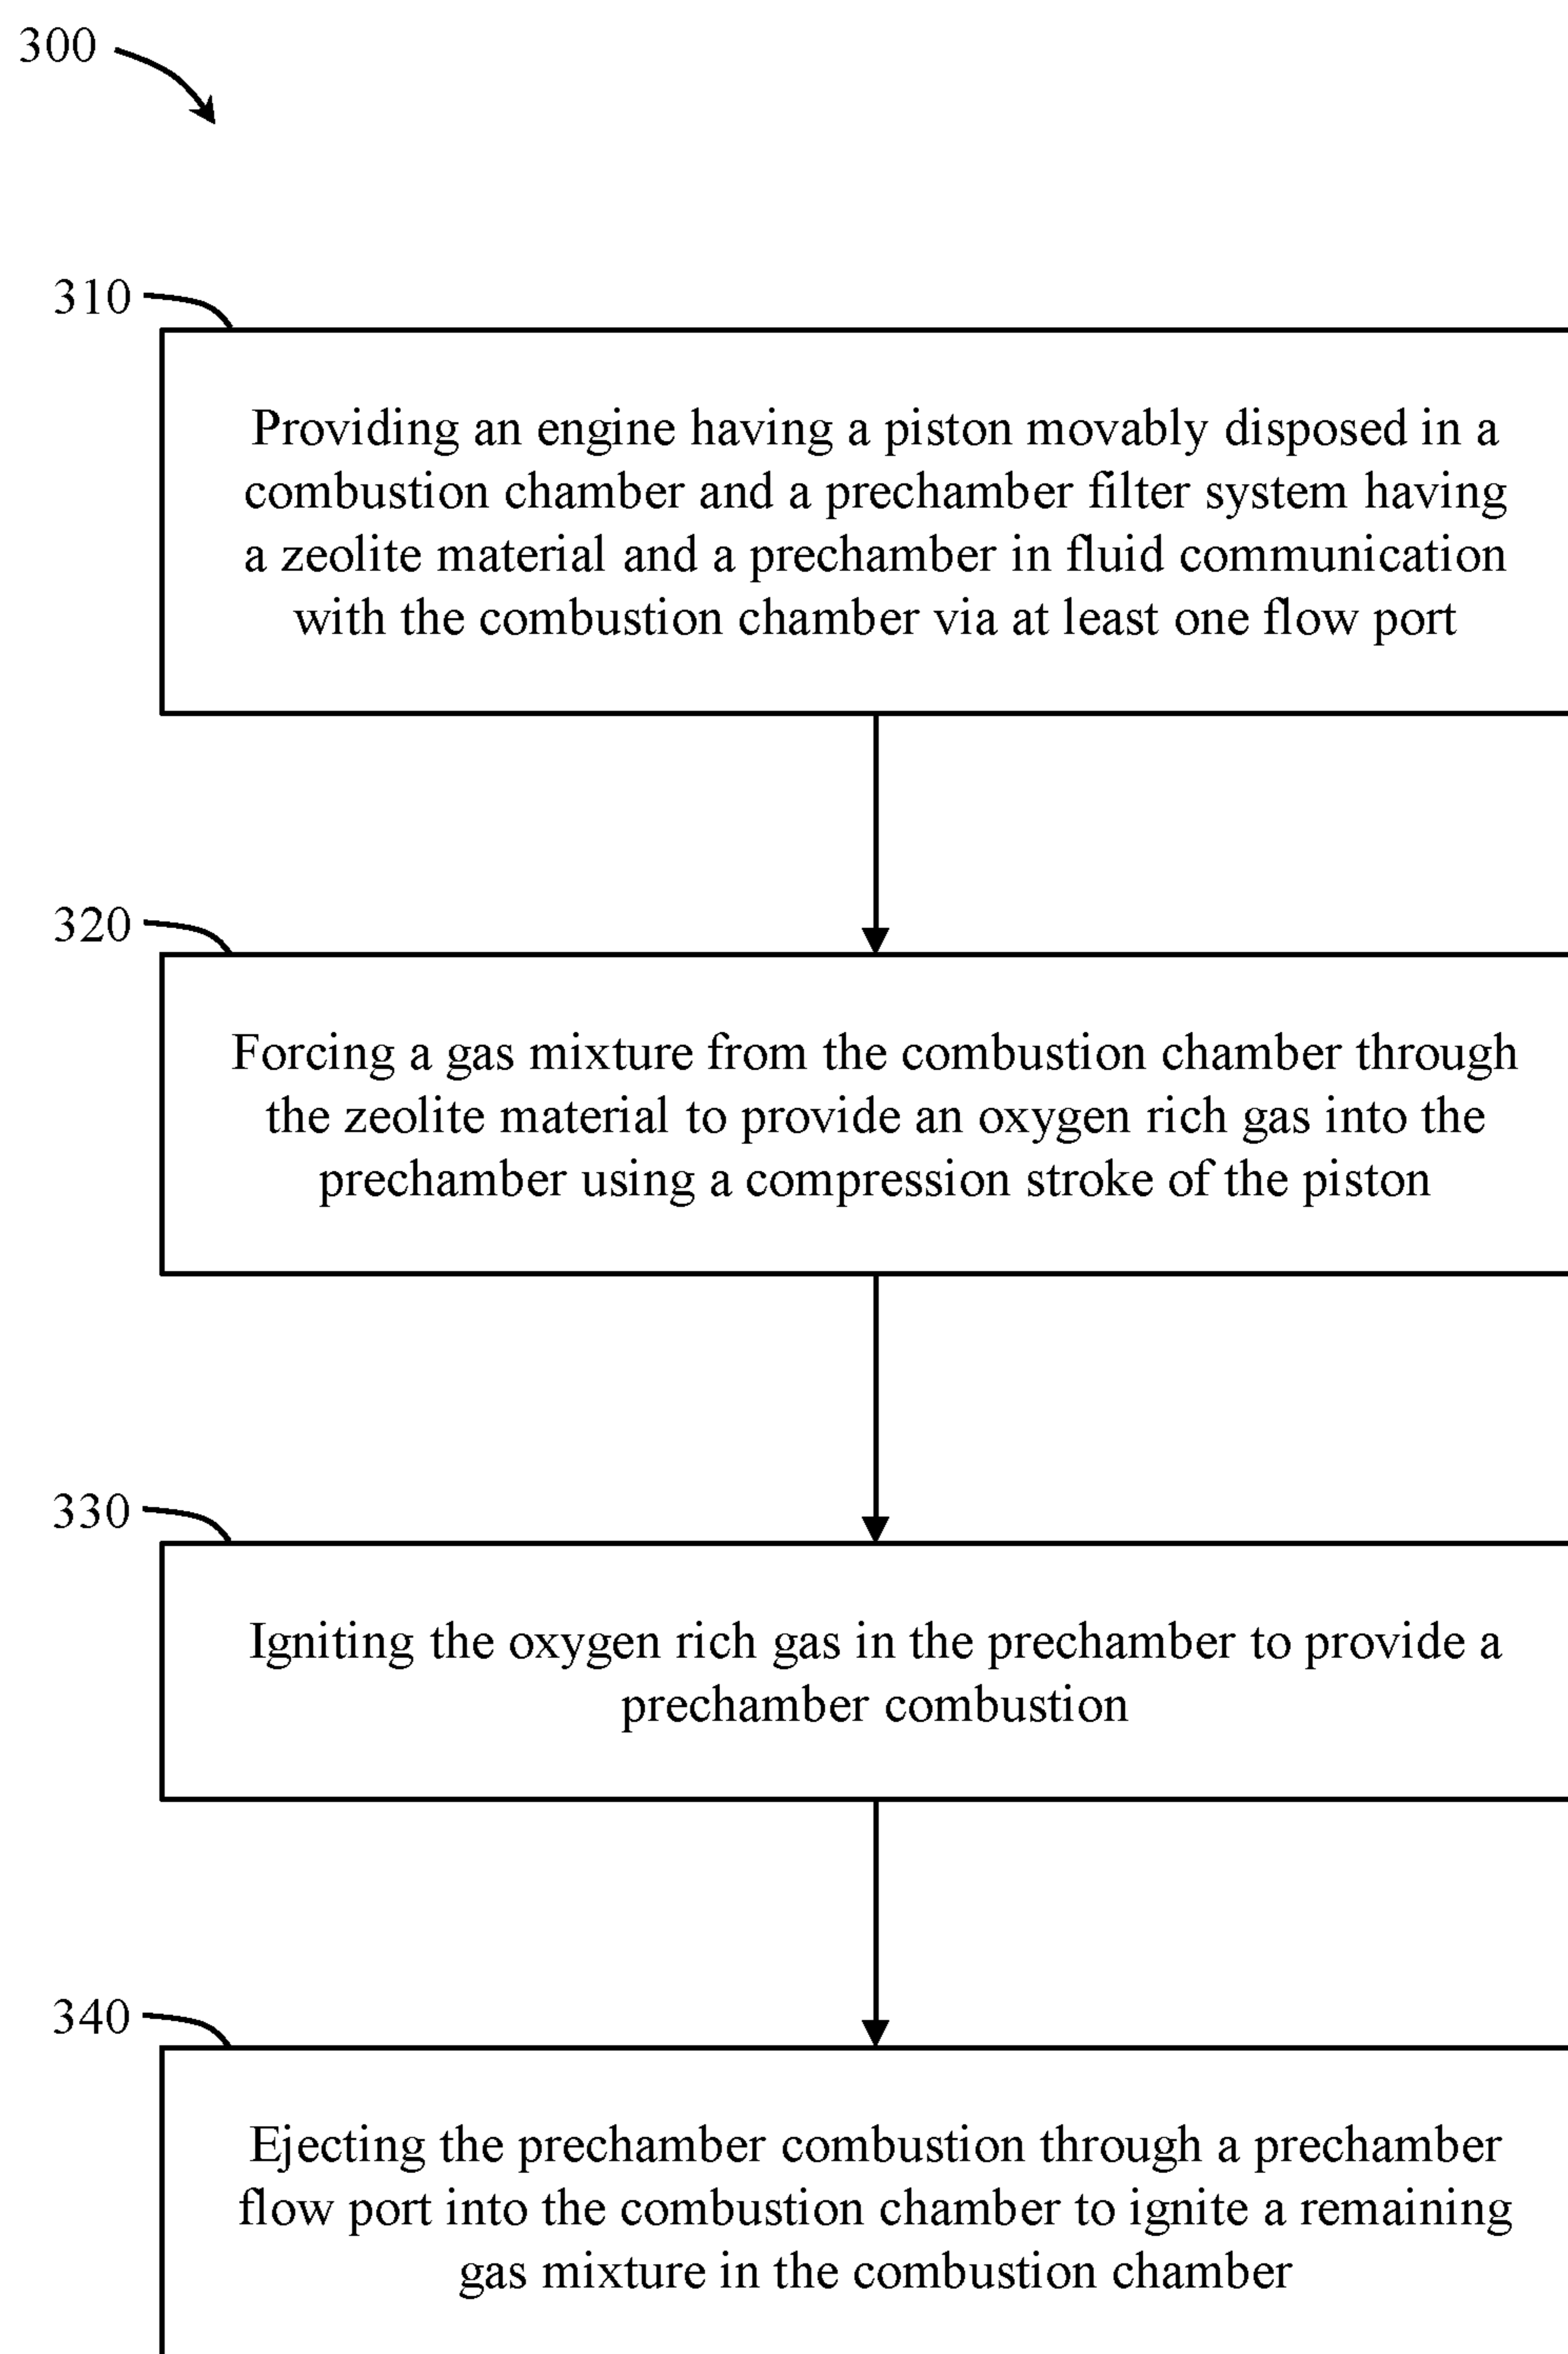 300
310
Providing an engine having a piston movably disposed in a
combustion chamber and a prechamber filter system having
a zeolite material and a prechamber in fluid communication
with the combustion chamber via at least one flow port
320
Forcing a gas mixture from the combustion chamber through
the zeolite material to provide an oxygen rich gas into the
prechamber using a compression stroke of the piston
330
Igniting the oxygen rich gas in the prechamber to provide a
prechamber combustion
340
Ejecting the prechamber combustion through a prechamber
flow port into the combustion chamber to ignite a remaining
gas mixture in the combustion chamber